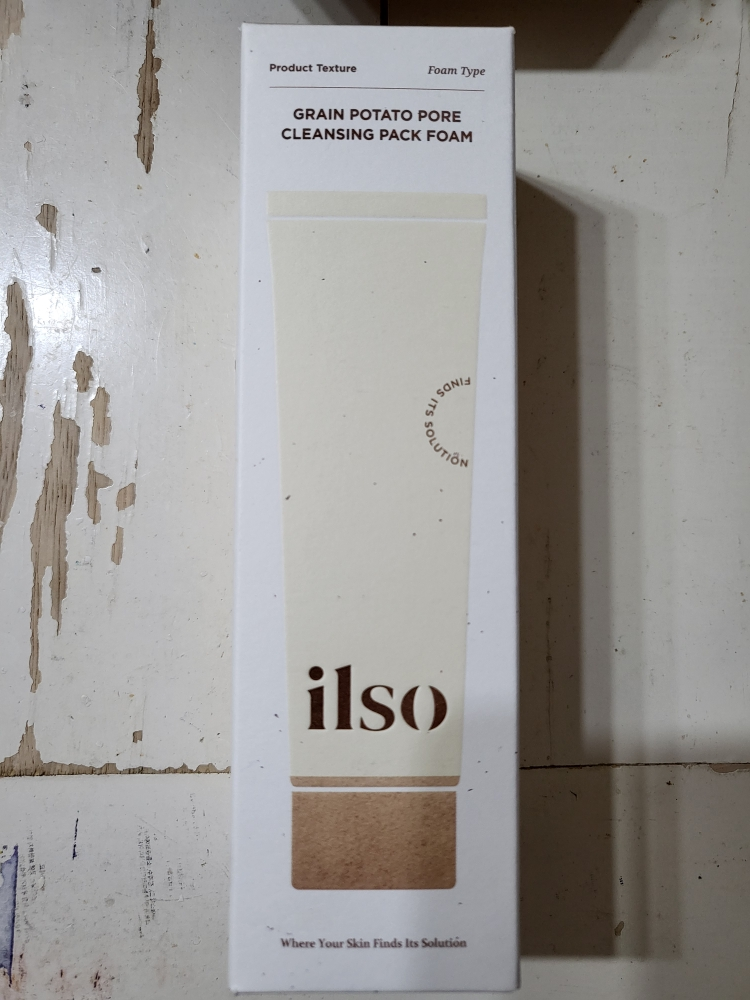 Product Texture
Foam Type
GRAIN POTATO PORE
CLEANSING PACK FOAM
FINDS ITS SOLUTION
ilso
Where Your Skin Finds Its Solution